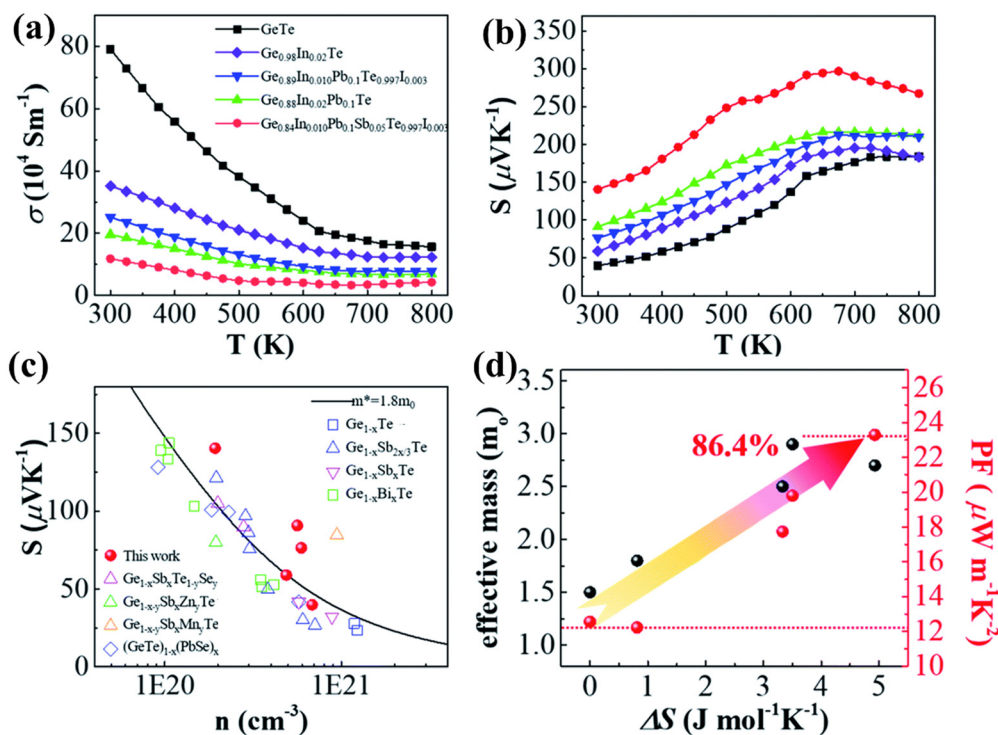 (a)
80
60
40
20
0
300 400 500 600 700 800
T (K)
σ (10⁴ Sm⁻¹)
GeTe
Ge₀.₉₈In₀.₀₂Te
Ge₀.₈₉In₀.₀₁₀Pb₀.₁Te₀.₉₉₇I₀.₀₀₃
Ge₀.₈₈In₀.₀₂Pb₀.₁Te
Ge₀.₈₄In₀.₀₁₀Pb₀.₁Sb₀.₀₅Te₀.₉₉₇I₀.₀₀₃
(b)
350
300
250
200
150
100
50
0
300 400 500 600 700 800
T (K)
S (μVK⁻¹)
(c)
150
100
50
0
1E20 1E21
n (cm⁻³)
S (μVK⁻¹)
m*=1.8m₀
Ge₁₋ₓTe
Ge₁₋ₓSb₂ₓ/₃Te
Ge₁₋ₓSbₓTe
Ge₁₋ₓBiₓTe
This work
Ge₁₋ₓSbₓTe₁₋ySey
Ge₁₋ₓ₋ySbₓZnyTe
Ge₁₋ₓ₋ySbₓMnyTe
(GeTe)₁₋ₓ(PbSe)ₓ
(d)
3.5
3.0
2.5
2.0
1.5
1.0
effective mass (mₒ)
86.4%
26
24
22
20
18
16
14
12
10
PF (μW m⁻¹K⁻²)
0 1 2 3 4 5
ΔS (J mol⁻¹K⁻¹)